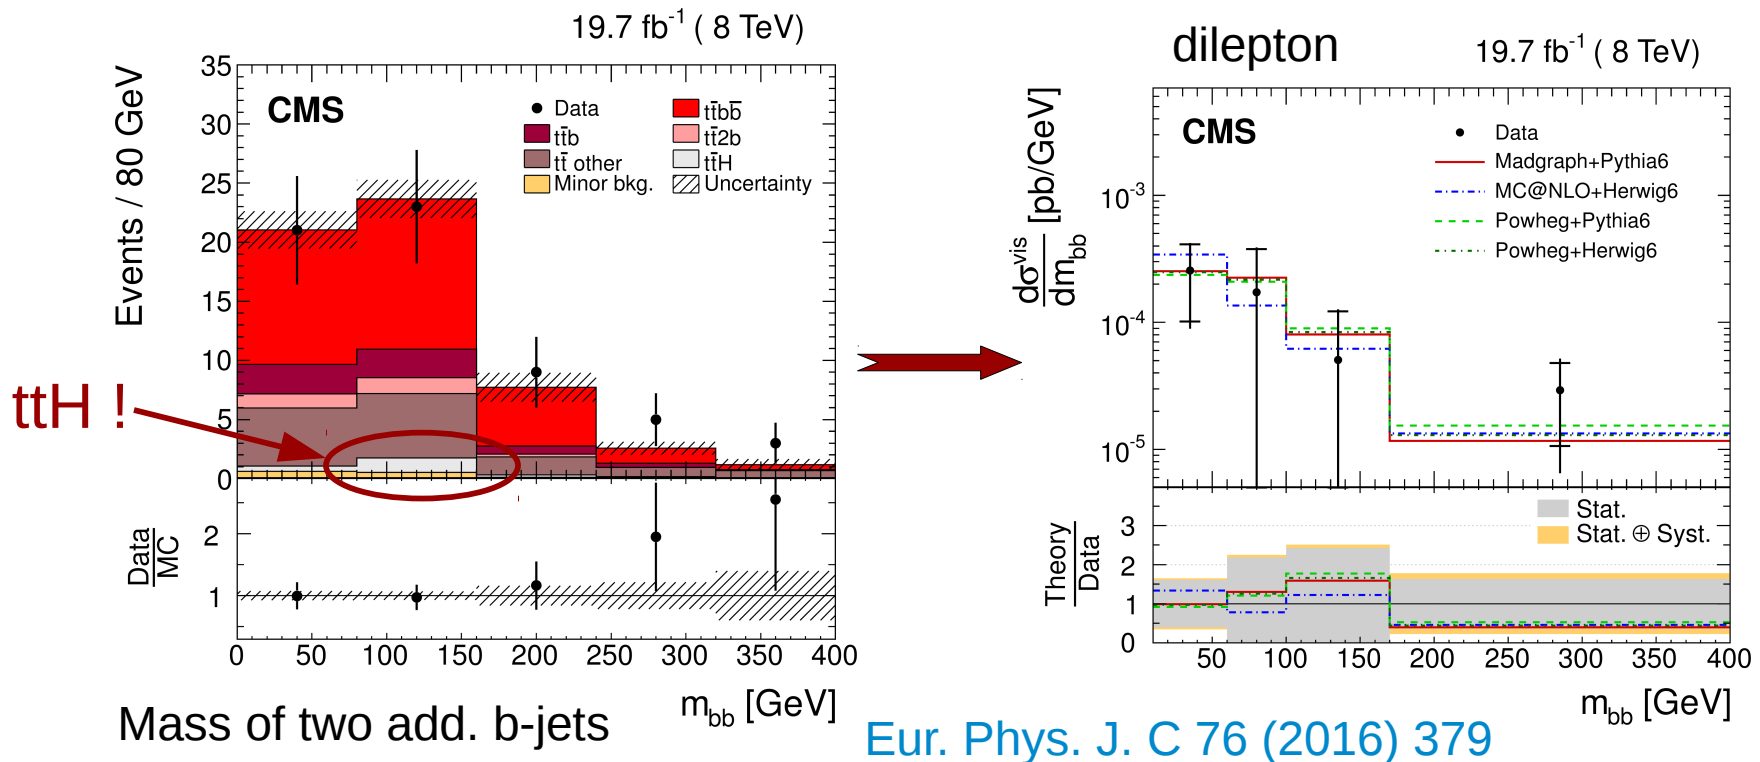 19.7 fb⁻¹ ( 8 TeV)
Events / 80 GeV
CMS
Data
tt̄bb̄
tt̄b
tt̄2b
tt̄ other
tt̄H
Minor bkg.
Uncertainty
35
30
25
20
15
10
5
0
ttH !
Data
MC
2
1
0 50 100 150 200 250 300 350 400
m_bb [GeV]
Mass of two add. b-jets
dilepton
19.7 fb⁻¹ ( 8 TeV)
dσ^vis
dm_bb
[pb/GeV]
CMS
Data
Madgraph+Pythia6
MC@NLO+Herwig6
Powheg+Pythia6
Powheg+Herwig6
10⁻³
10⁻⁴
10⁻⁵
Theory
Data
Stat.
Stat. ⊕ Syst.
3
2
1
0
50 100 150 200 250 300 350 400
m_bb [GeV]
Eur. Phys. J. C 76 (2016) 379